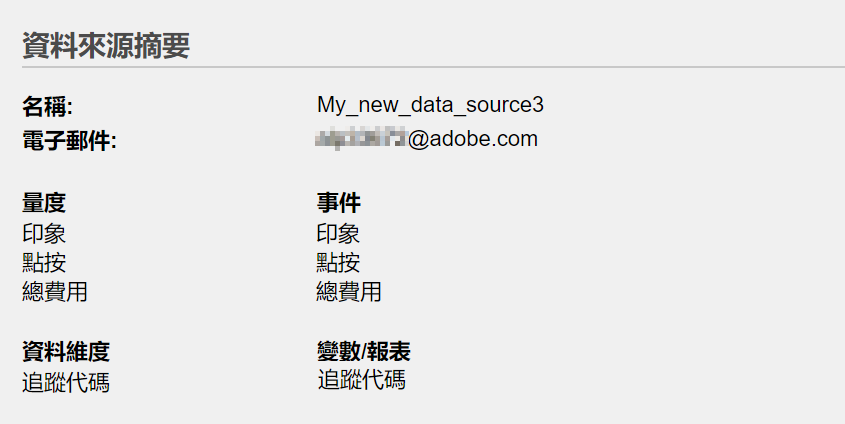 資料來源摘要
名稱: My_new_data_source3
電子郵件: @adobe.com
量度 事件
印象 印象
點按 點按
總費用 總費用
資料維度 變數/報表
追蹤代碼 追蹤代碼